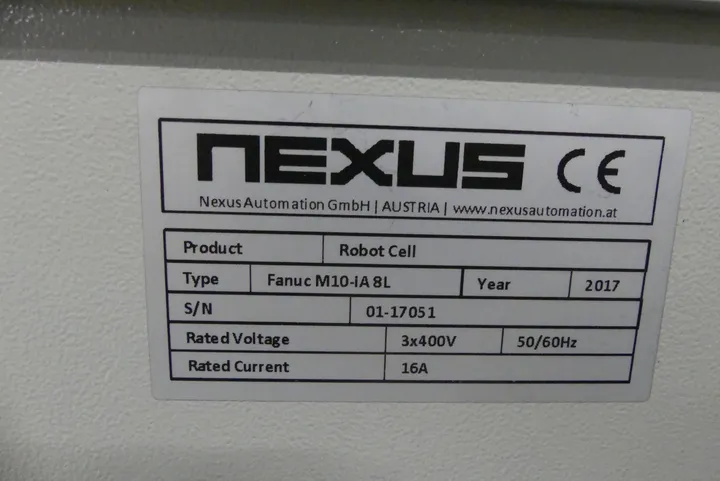 NEXUS CE
Nexus Automation GmbH | AUSTRIA | www.nexusautomation.at
Product Robot Cell
Type Fanuc M10-iA 8L Year 2017
S/N 01-17051
Rated Voltage 3x400V 50/60Hz
Rated Current 16A